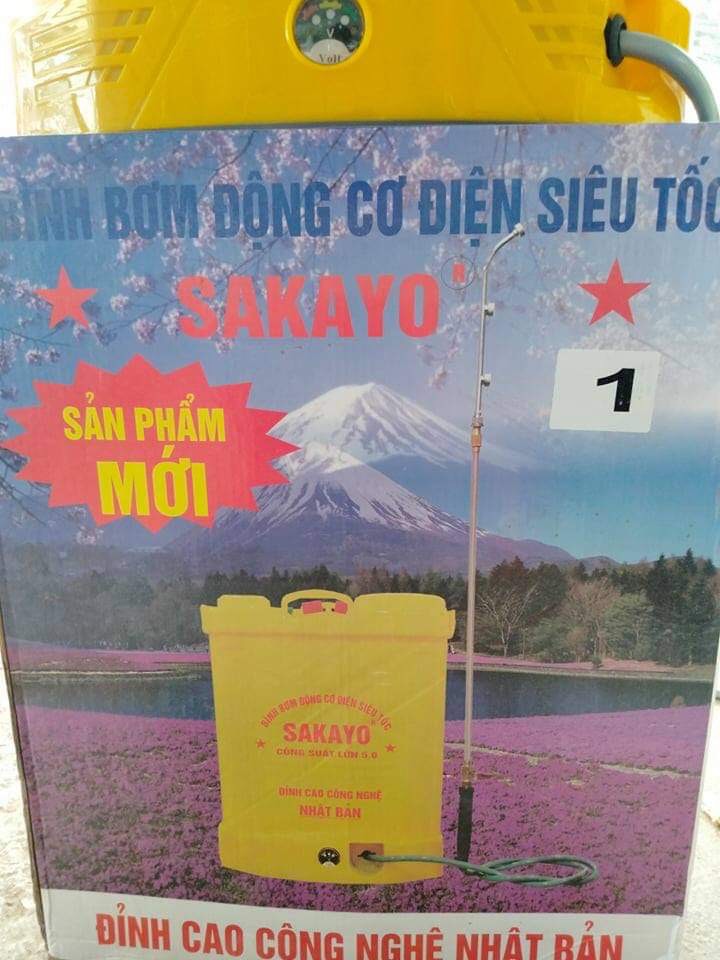 V
Volt
BÌNH BƠM ĐỘNG CƠ ĐIỆN SIÊU TỐC
SAKAYO R
1
SẢN PHẨM
MỚI
BÌNH BƠM ĐỘNG CƠ ĐIỆN SIÊU TỐC
SAKAYO R
CÔNG SUẤT LỚN 5.0
ĐỈNH CAO CÔNG NGHỆ
NHẬT BẢN
ĐỈNH CAO CÔNG NGHỆ NHẬT BẢN